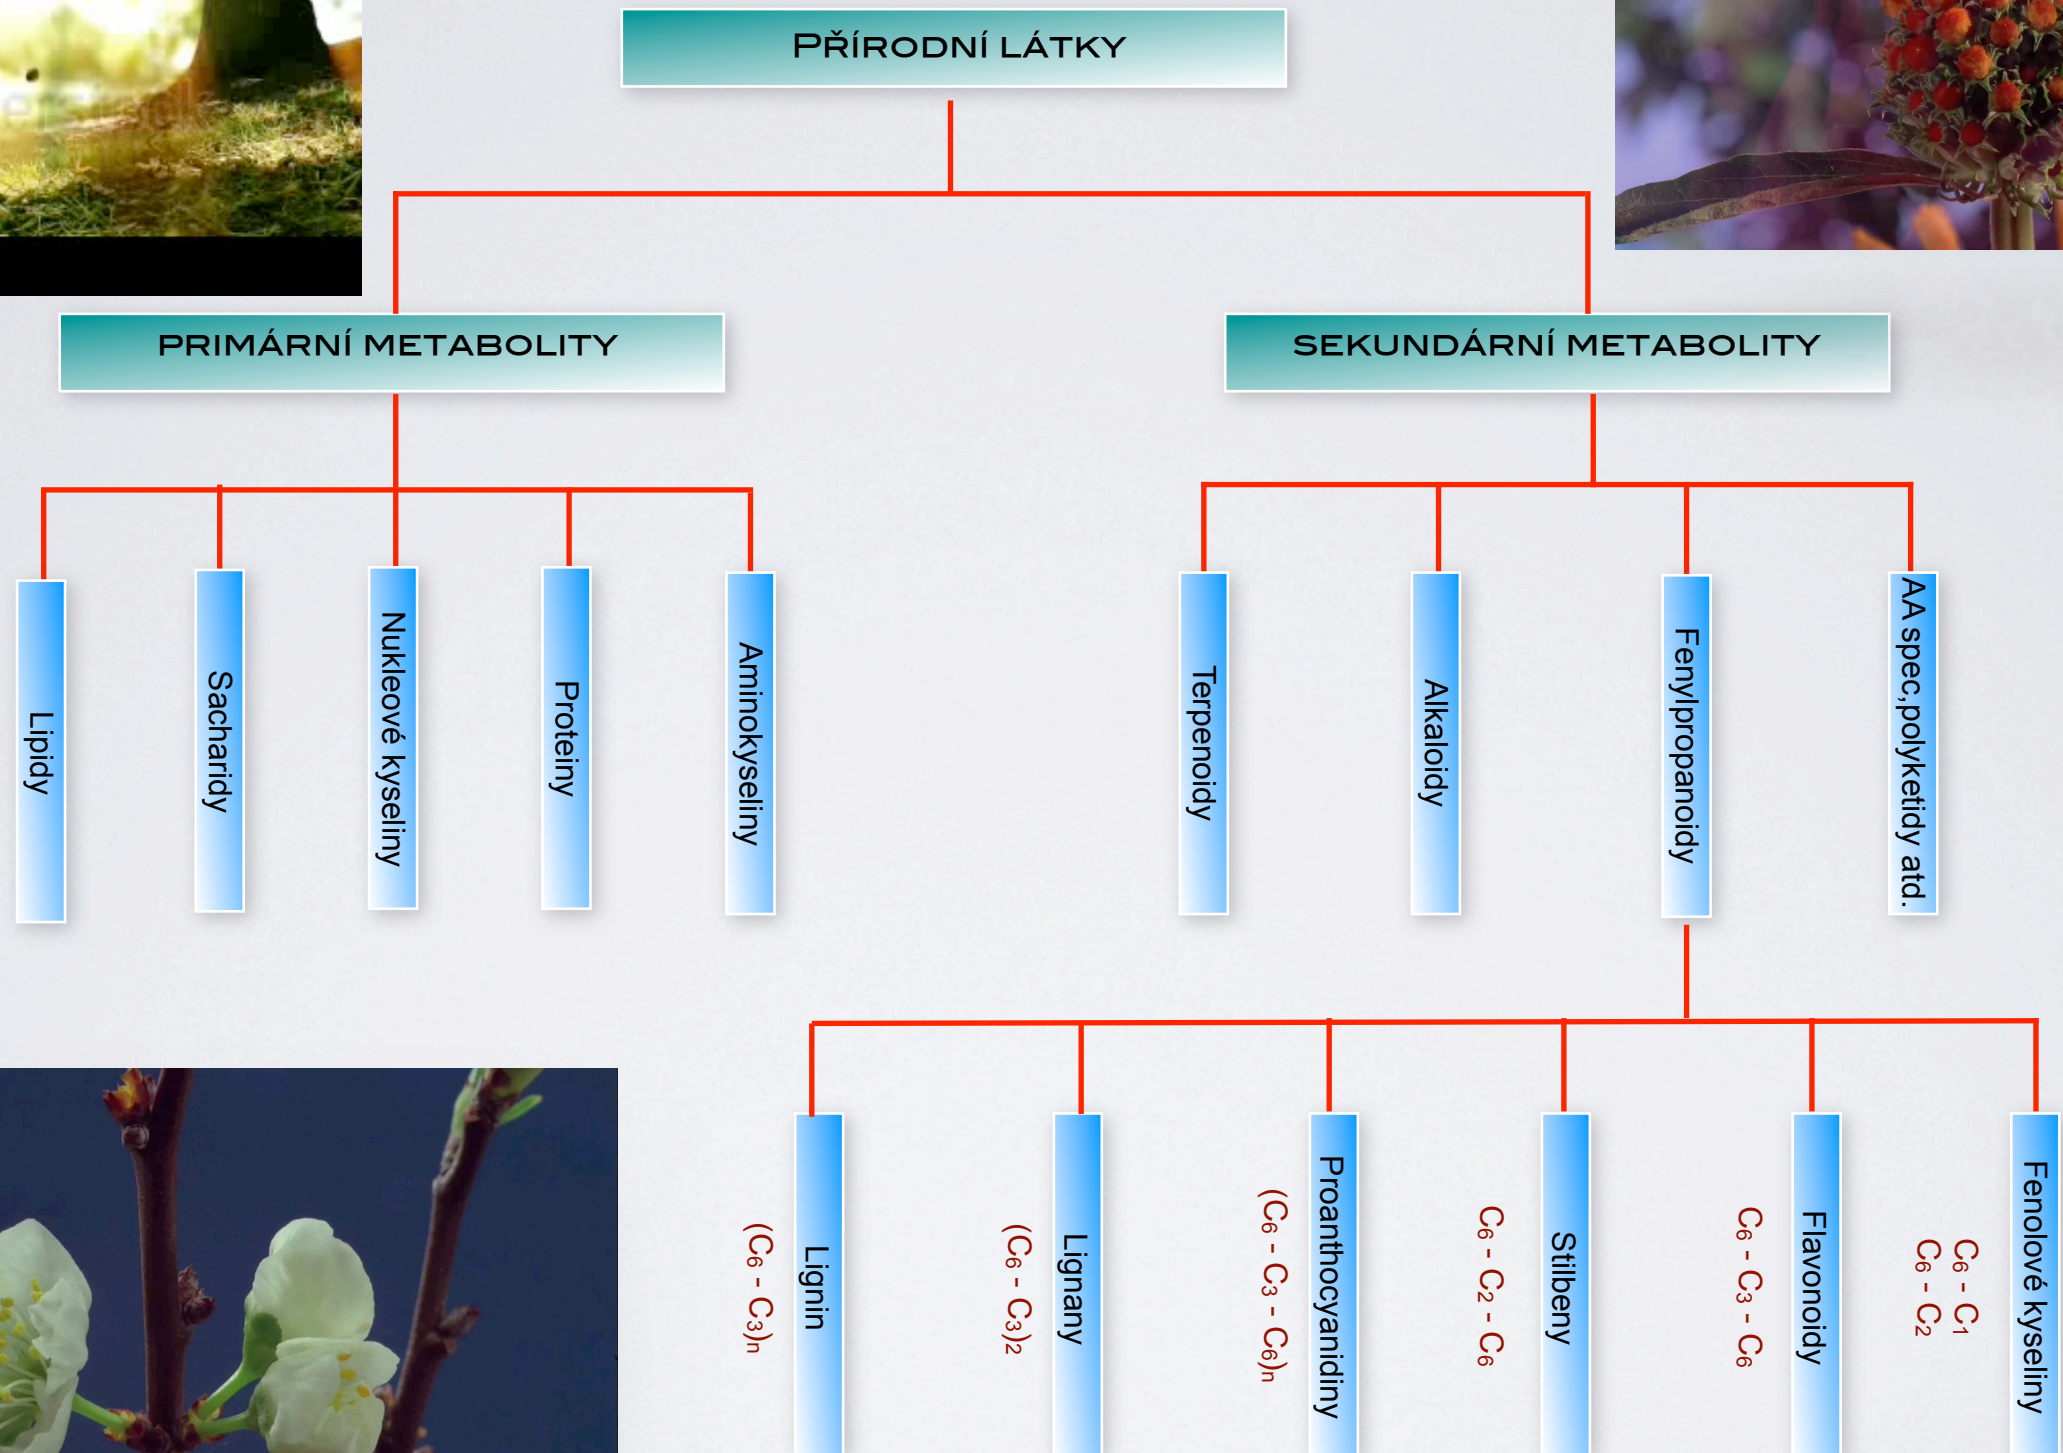 PŘÍRODNÍ LÁTKY
PRIMÁRNÍ METABOLITY
SEKUNDÁRNÍ METABOLITY
Lipidy
Sacharidy
Nukleové kyseliny
Proteiny
Aminokyseliny
Terpenoidy
Alkaloidy
Fenylpropanoidy
AA spec,polyketidy atd.
(C6 - C3)n
Lignin
(C6 - C3)2
Lignany
(C6 - C3 - C6)n
Proanthocyanidiny
C6 - C2 - C6
Stilbeny
C6 - C3 - C6
Flavonoidy
C6 - C1
C6 - C2
Fenolové kyseliny